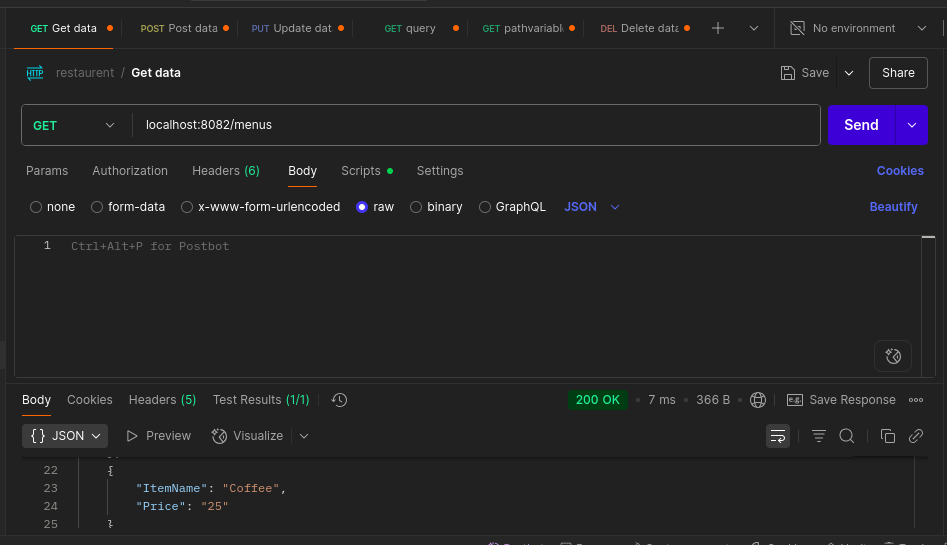 GET Get data POST Post data PUT Update dat GET query GET pathvariabl DEL Delete data No environment
HTTP restaurent / Get data Save Share
GET localhost:8082/menus Send
Params Authorization Headers (6) Body Scripts Settings Cookies
none form-data x-www-form-urlencoded raw binary GraphQL JSON Beautify
1 Ctrl+Alt+P for Postbot
Body Cookies Headers (5) Test Results (1/1) 200 OK 7 ms 366 B e.g. Save Response
{} JSON Preview Visualize
22 {
23 "ItemName": "Coffee",
24 "Price": "25"
25 }